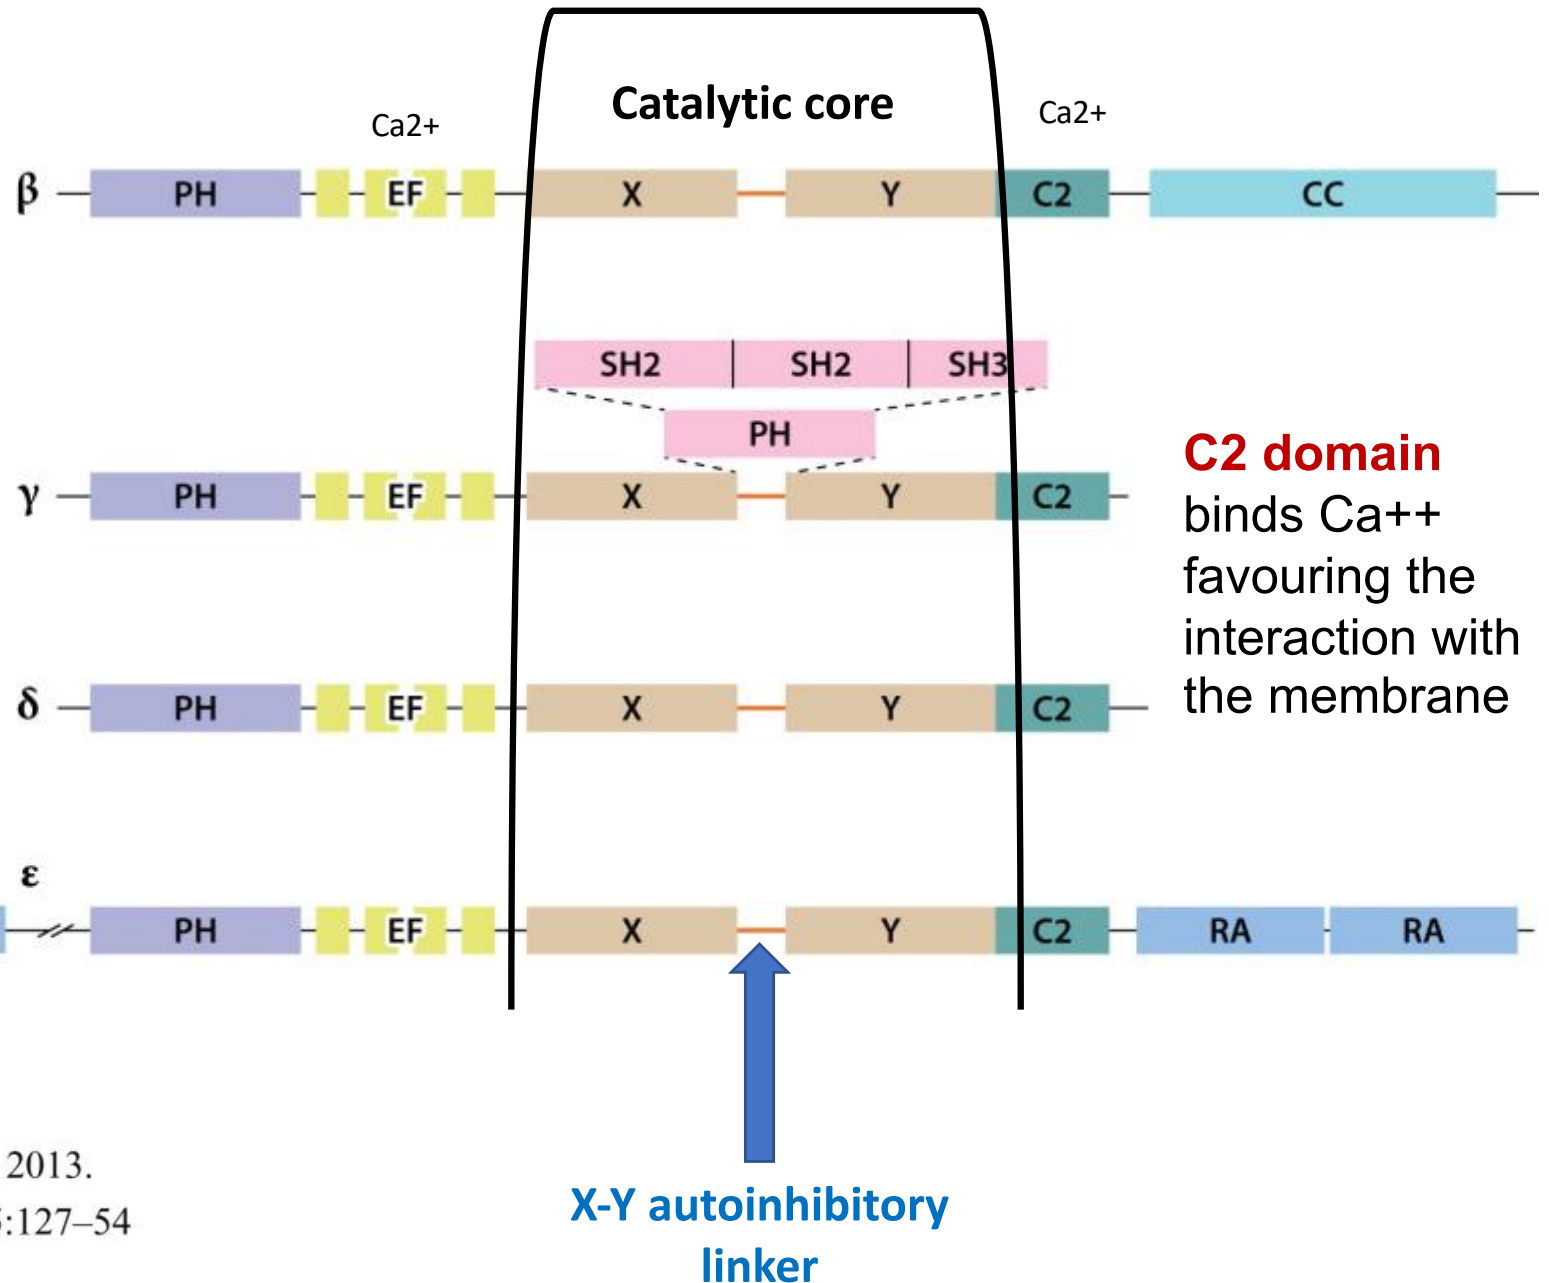 Catalytic core
Ca2+
Ca2+
β PH EF X Y C2 CC
SH2 SH2 SH3
PH
γ PH EF X Y C2
C2 domain
binds Ca++
favouring the
interaction with
the membrane
δ PH EF X Y C2
ε
PH EF X Y C2 RA RA
2013.
:127–54
X-Y autoinhibitory
linker